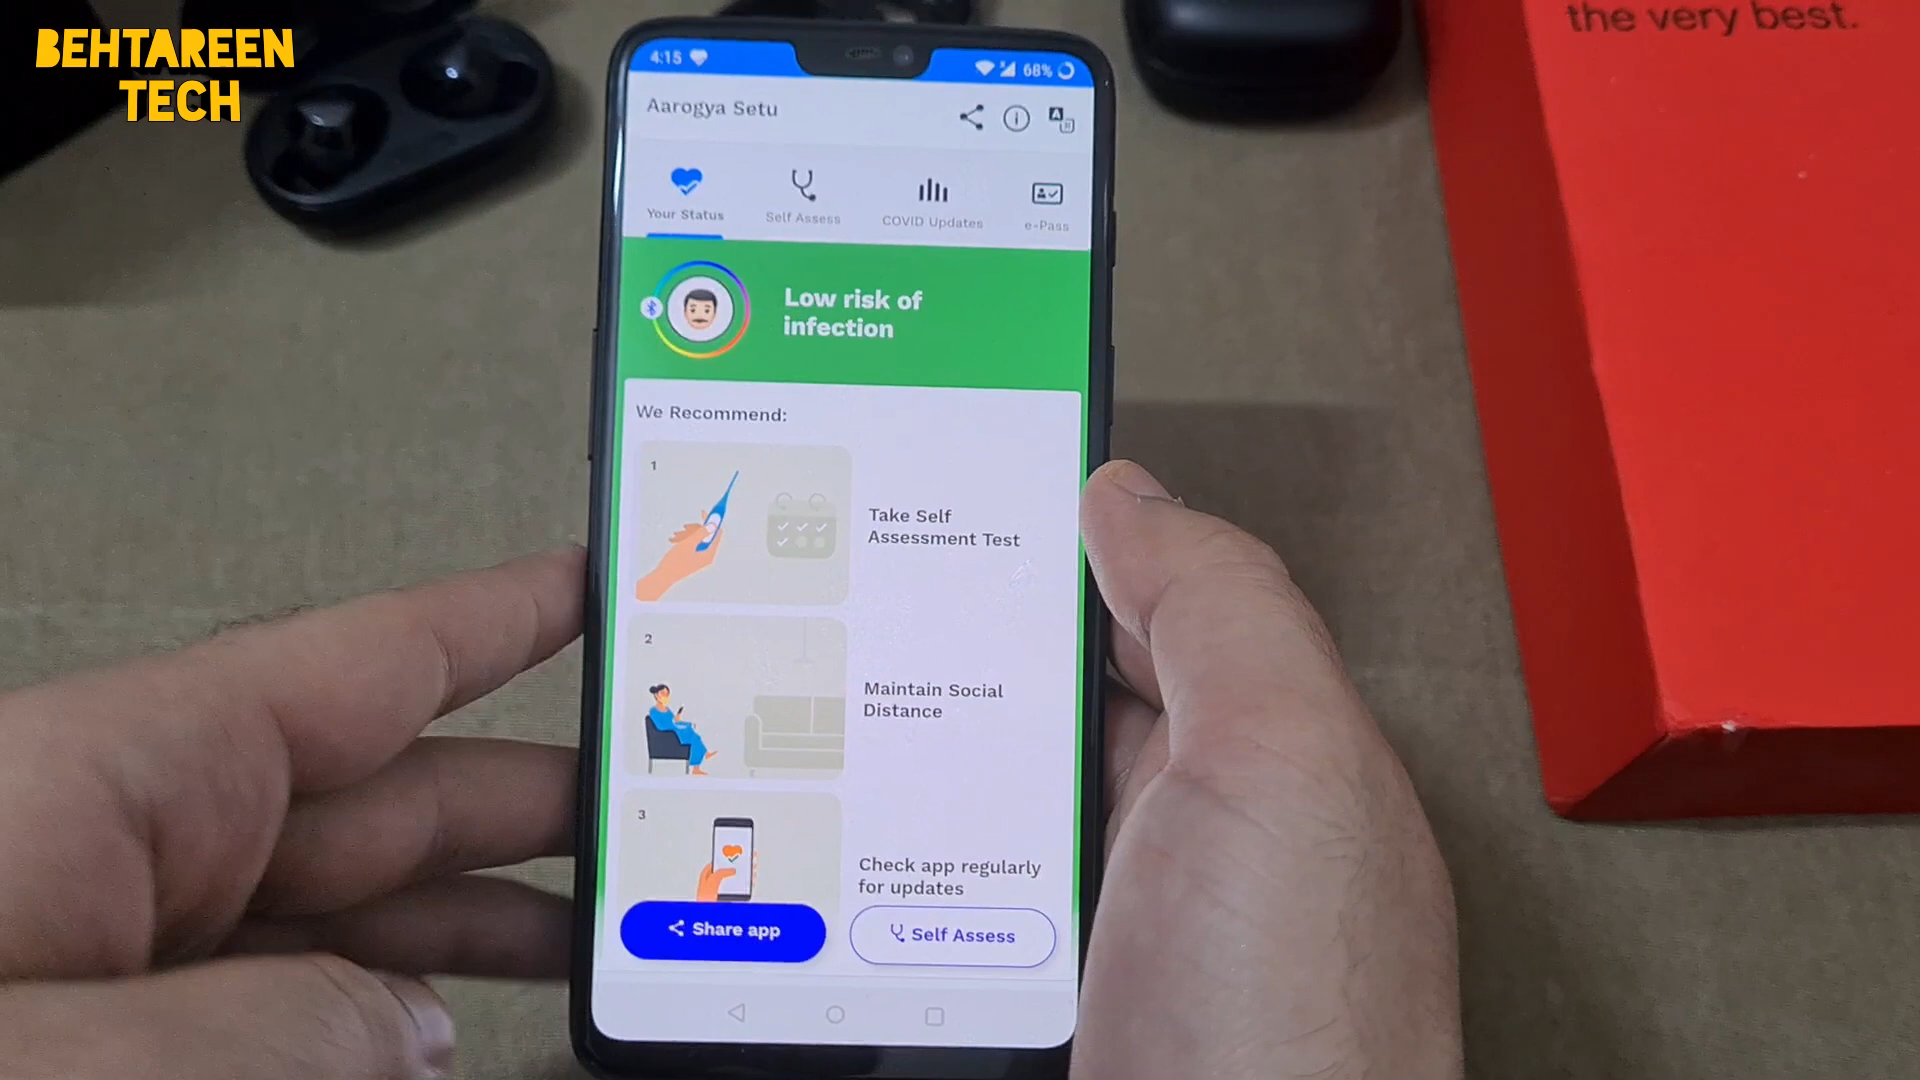 BEHTAREEN
TECH
the very best.
4:15
68%
Aarogya Setu
Your Status
Self Assess
COVID Updates
e-Pass
Low risk of
infection
We Recommend:
1
Take Self
Assessment Test
2
Maintain Social
Distance
3
Check app regularly
for updates
Share app
Self Assess